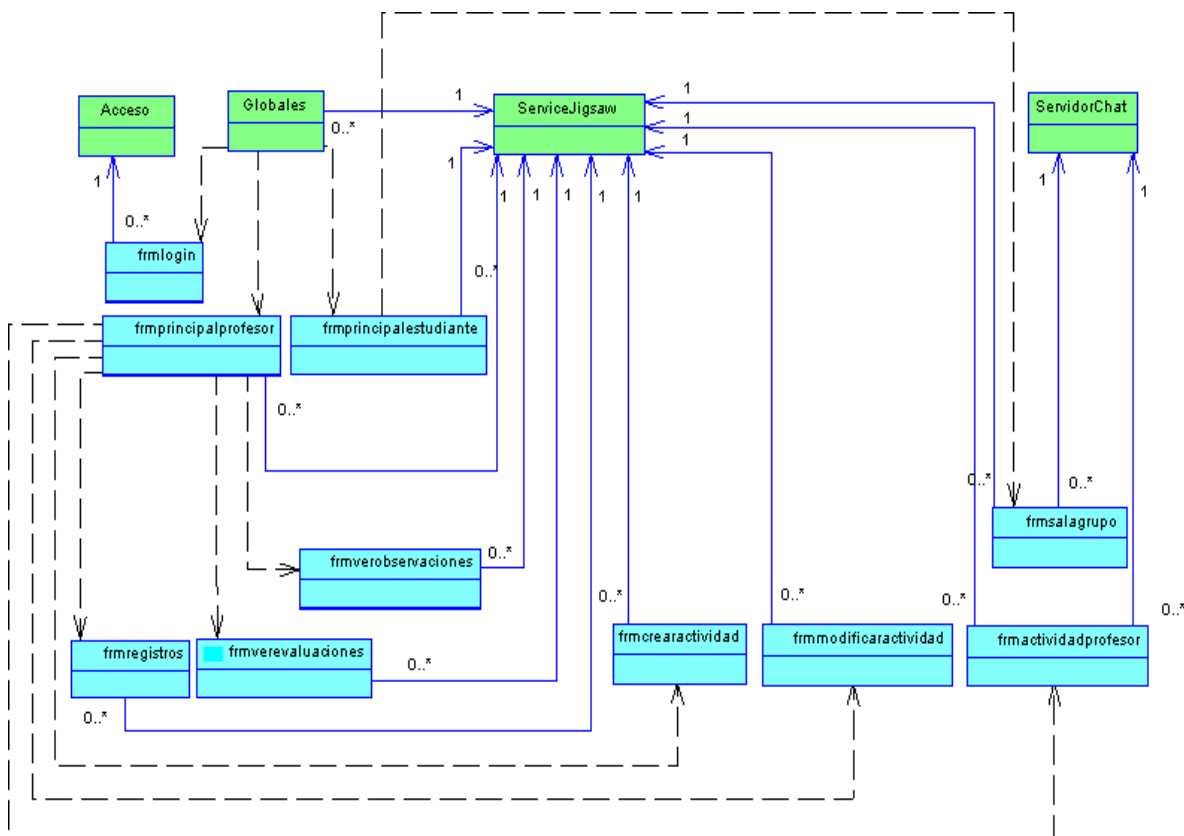 Acceso
Globales
ServiceJigsaw
ServidorChat
1
1
1
1
0..*
1
1
1
1
1
1
1
1
1
1
0..*
frmlogin
0..*
frmprincipalprofesor
frmprincipalestudiante
0..*
0..*
0..*
frmsalagrupo
frmverobservaciones
0..*
0..*
0..*
0..*
0..*
frmregistros
frmverevaluaciones
frmcrearactividad
frmmodificaractividad
frmactividadprofesor
0..*
0..*